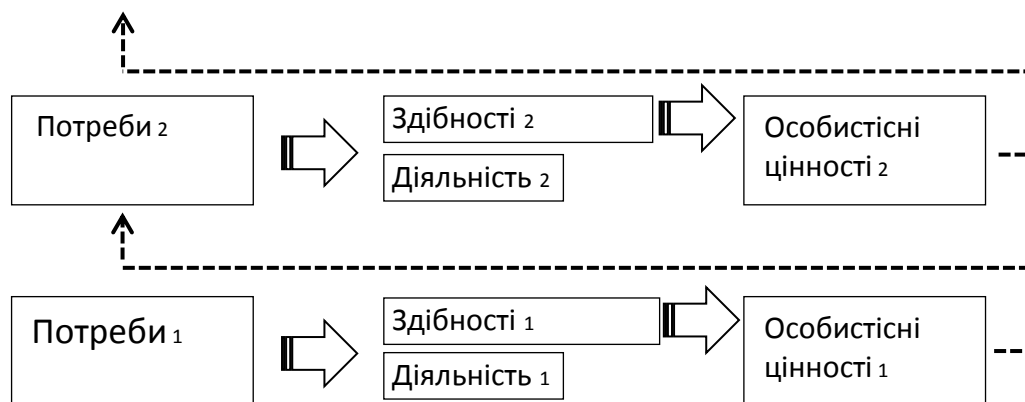 Потреби 2
Здібності 2
Діяльність 2
Особистісні
цінності 2
Потреби 1
Здібності 1
Діяльність 1
Особистісні
цінності 1